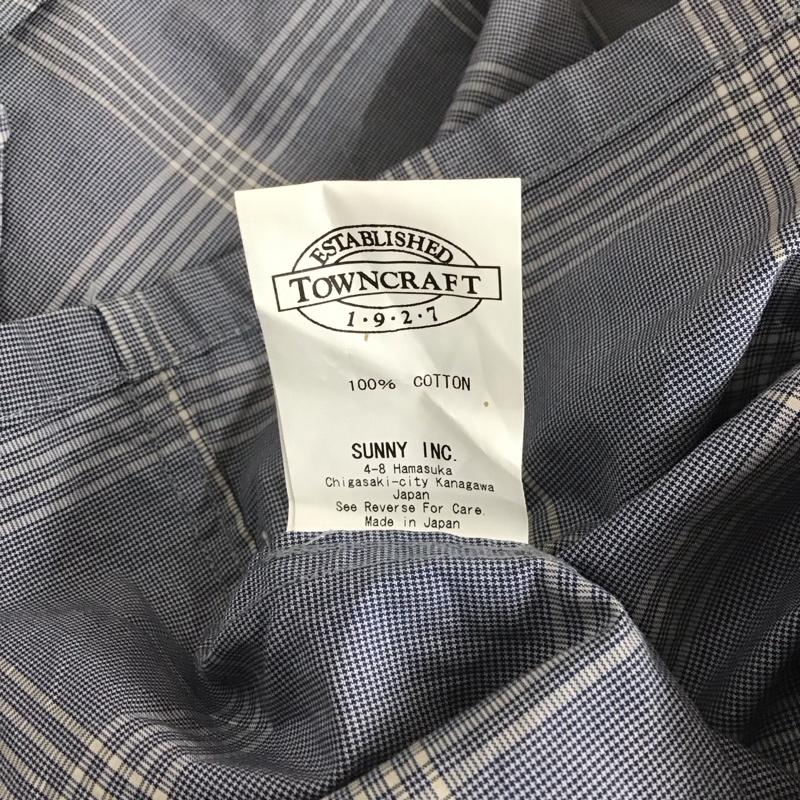 ESTABLISHED
TOWNCRAFT
1·9·2·7
100% COTTON
SUNNY INC.
4-8 Hamasuka
Chigasaki-city Kanagawa
Japan
See Reverse For Care.
Made in Japan